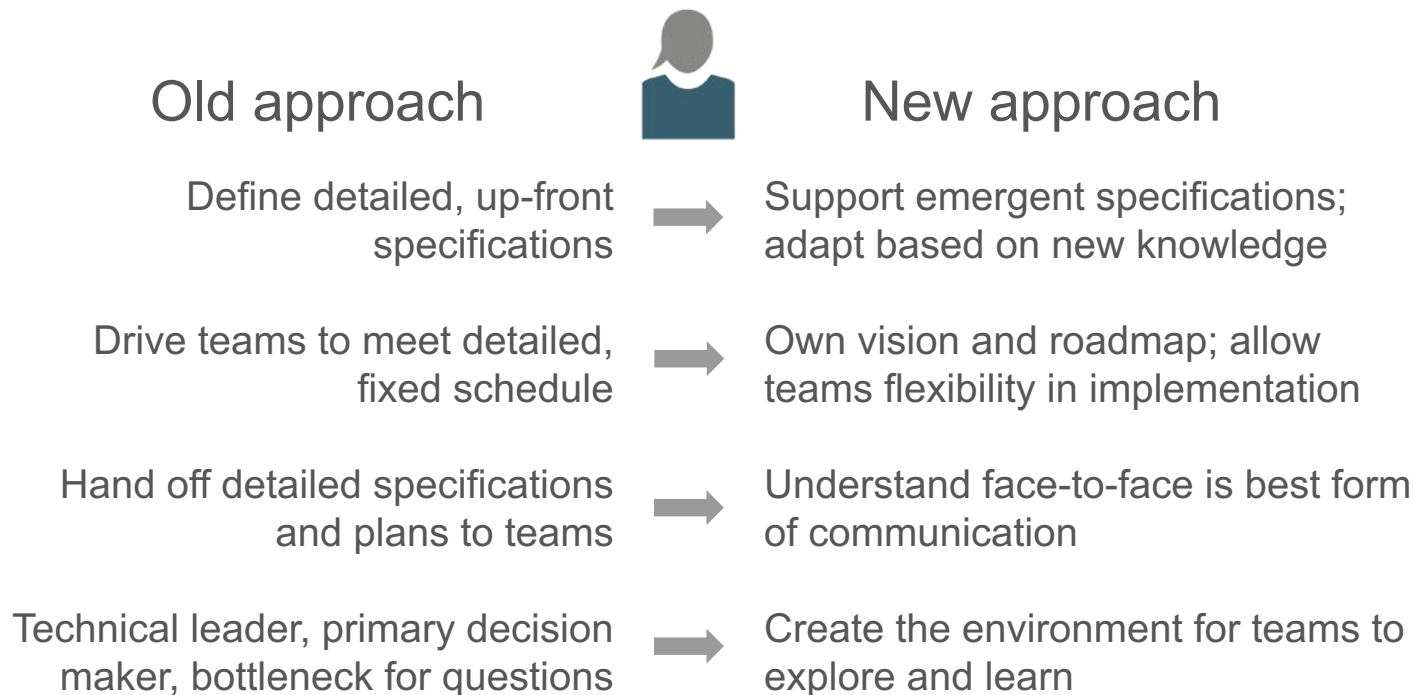 Old approach
New approach
Define detailed, up-front
specifications
Support emergent specifications;
adapt based on new knowledge
Drive teams to meet detailed,
fixed schedule
Own vision and roadmap; allow
teams flexibility in implementation
Hand off detailed specifications
and plans to teams
Understand face-to-face is best form
of communication
Technical leader, primary decision
maker, bottleneck for questions
Create the environment for teams to
explore and learn